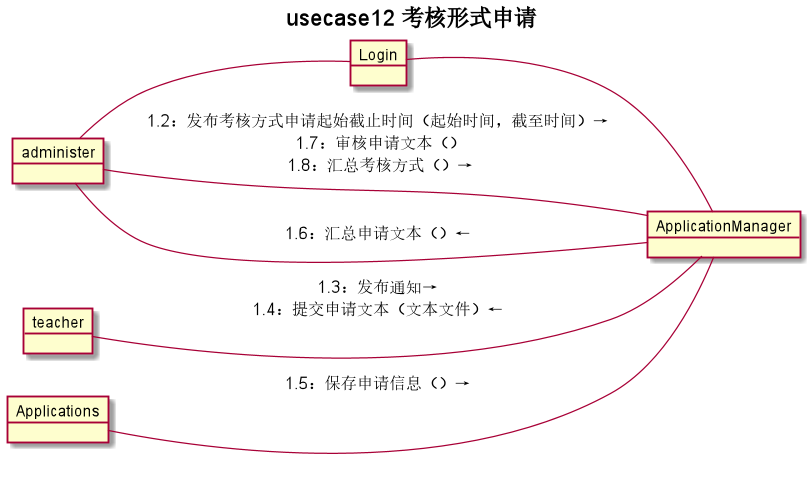 usecase12 考核形式申请
Login
1.2：发布考核方式申请起始截止时间（起始时间，截至时间）→
1.7：审核申请文本（）
1.8：汇总考核方式（）→
administer
ApplicationManager
1.6：汇总申请文本（）←
1.3：发布通知→
1.4：提交申请文本（文本文件）←
teacher
1.5：保存申请信息（）→
Applications